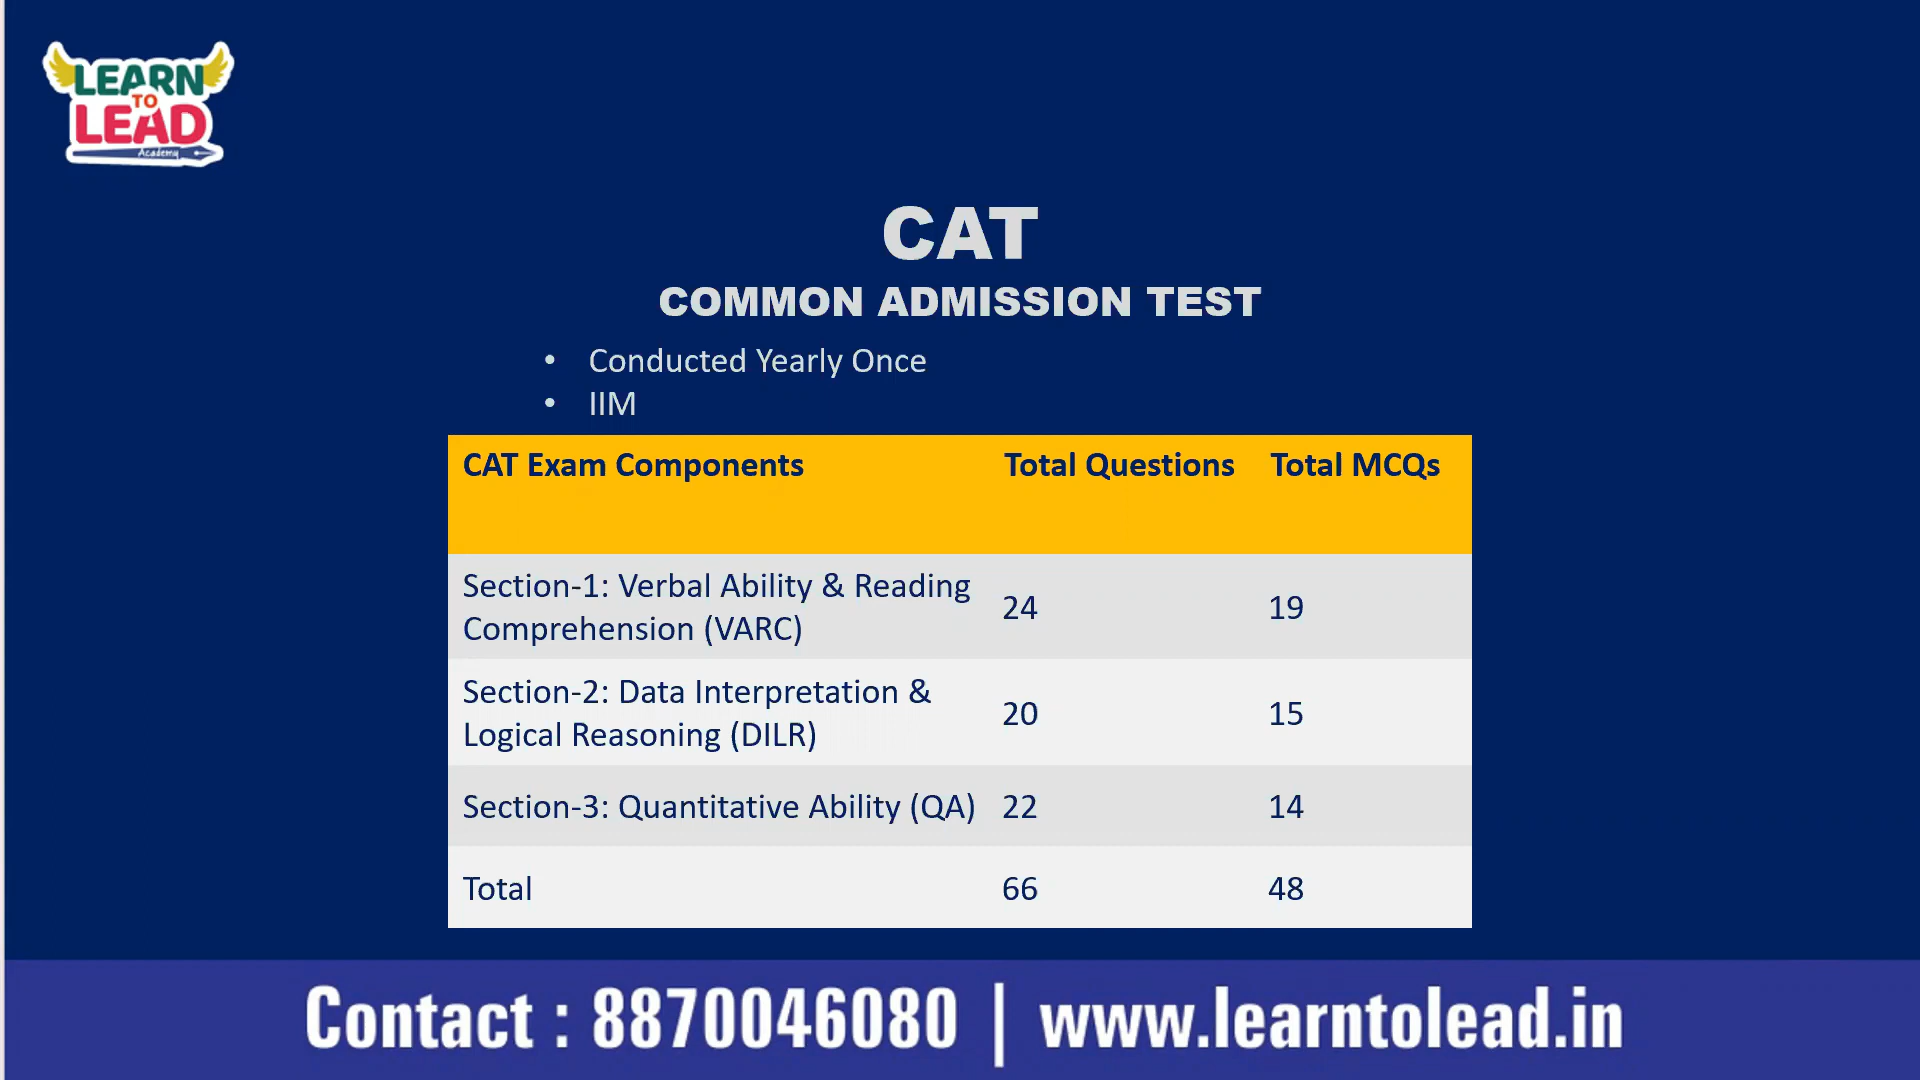 LEARN
TO
LEAD
Academy
CAT
COMMON ADMISSION TEST
• Conducted Yearly Once
• IIM
CAT Exam Components Total Questions Total MCQs
Section-1: Verbal Ability & Reading
Comprehension (VARC) 24 19
Section-2: Data Interpretation &
Logical Reasoning (DILR) 20 15
Section-3: Quantitative Ability (QA) 22 14
Total 66 48
Contact : 8870046080 | www.learntolead.in